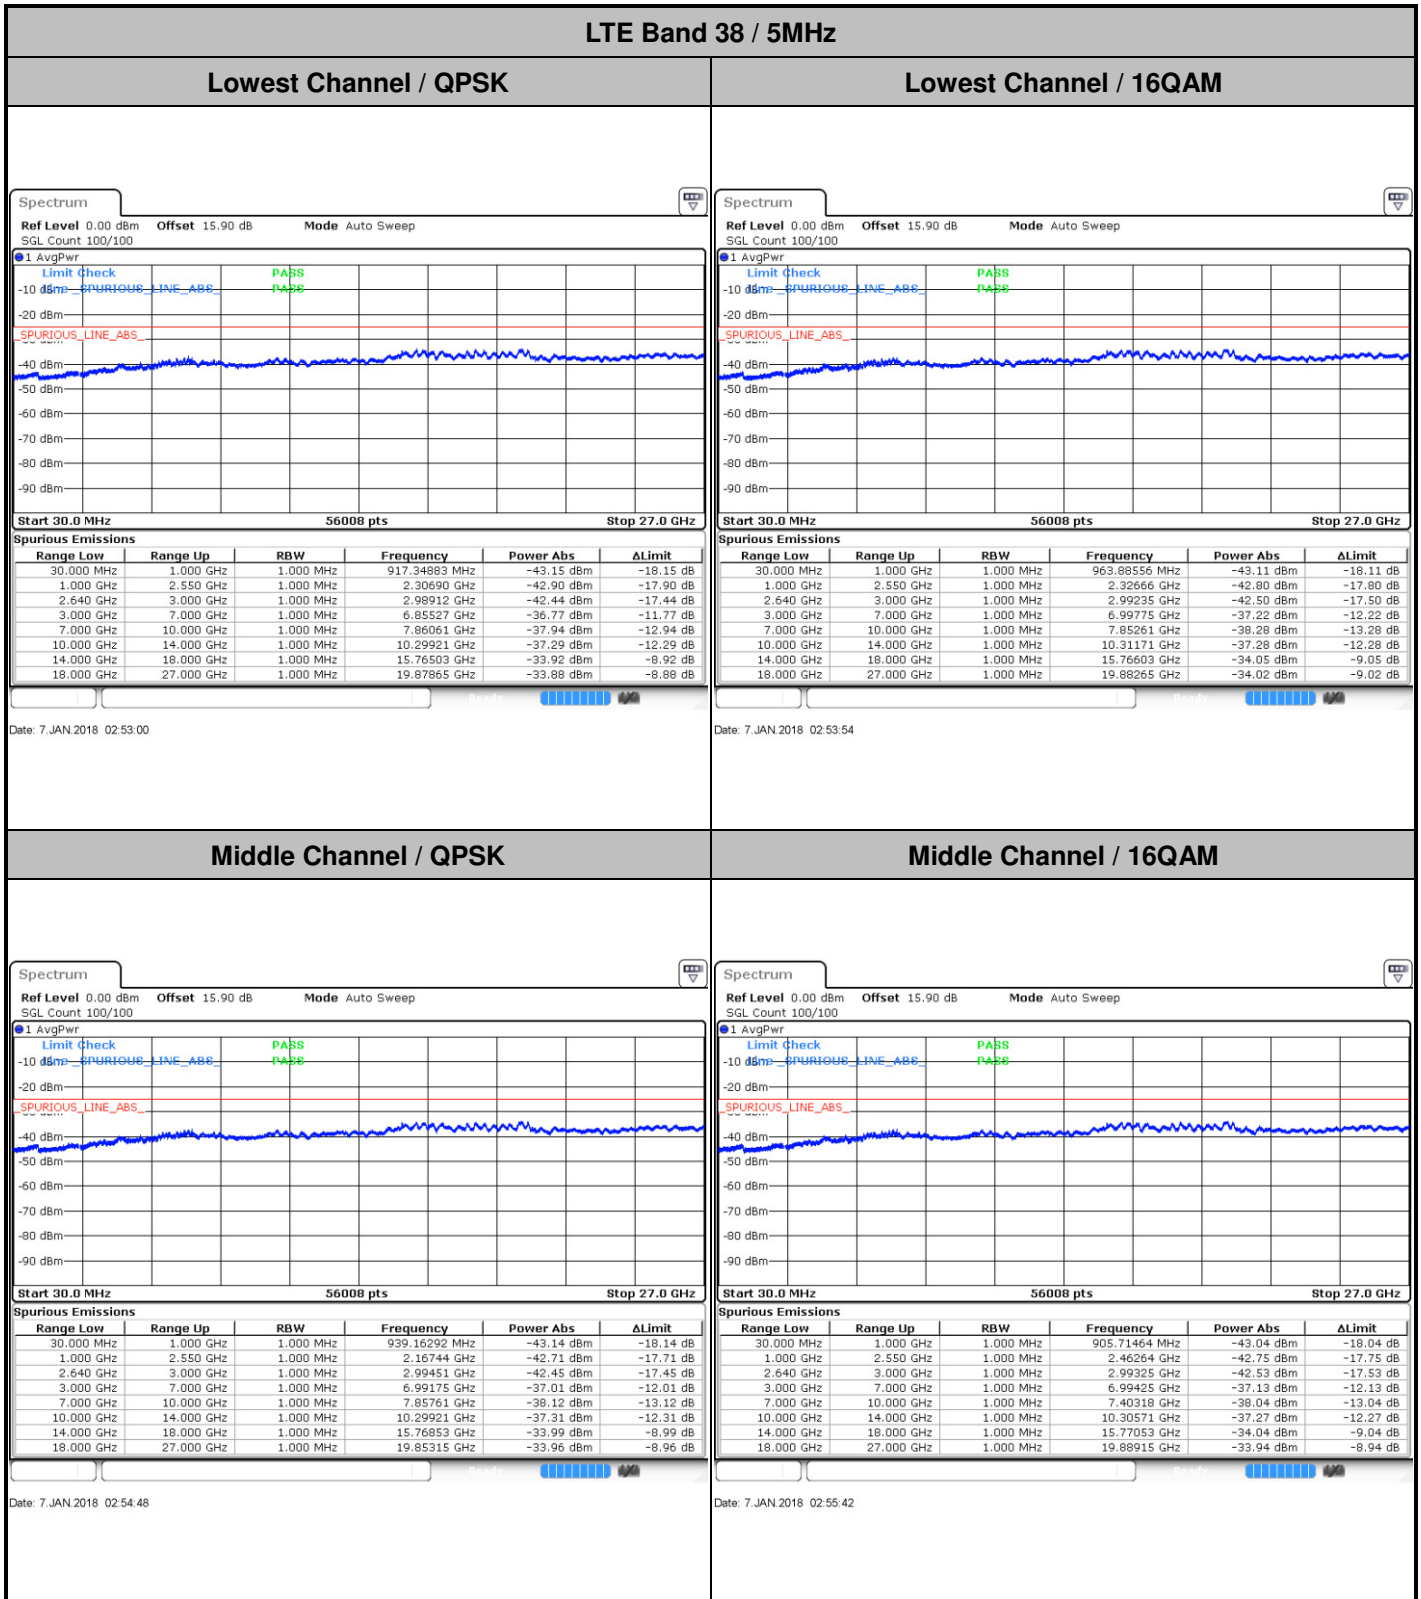 LTE Band 38 / 5MHz
Lowest Channel / QPSK
Lowest Channel / 16QAM
Spectrum
Ref Level 0.00 dBm Offset 15.90 dB Mode Auto Sweep
SGL Count 100/100
1 AvgPwr
Limit Check PASS
-10 dBm Line _SPURIOUS_LINE_ABS_ PASS
-20 dBm
_SPURIOUS_LINE_ABS_
-40 dBm
-50 dBm
-60 dBm
-70 dBm
-80 dBm
-90 dBm
Start 30.0 MHz 56008 pts Stop 27.0 GHz
Spurious Emissions
Range Low Range Up RBW Frequency Power Abs ΔLimit
30.000 MHz 1.000 GHz 1.000 MHz 917.34883 MHz -43.15 dBm -18.15 dB
1.000 GHz 2.550 GHz 1.000 MHz 2.30690 GHz -42.90 dBm -17.90 dB
2.640 GHz 3.000 GHz 1.000 MHz 2.98912 GHz -42.44 dBm -17.44 dB
3.000 GHz 7.000 GHz 1.000 MHz 6.85527 GHz -36.77 dBm -11.77 dB
7.000 GHz 10.000 GHz 1.000 MHz 7.86061 GHz -37.94 dBm -12.94 dB
10.000 GHz 14.000 GHz 1.000 MHz 10.29921 GHz -37.29 dBm -12.29 dB
14.000 GHz 18.000 GHz 1.000 MHz 15.76503 GHz -33.92 dBm -8.92 dB
18.000 GHz 27.000 GHz 1.000 MHz 19.87865 GHz -33.88 dBm -8.88 dB
Date: 7.JAN.2018 02:53:00
Spectrum
Ref Level 0.00 dBm Offset 15.90 dB Mode Auto Sweep
SGL Count 100/100
1 AvgPwr
Limit Check PASS
-10 dBm Line _SPURIOUS_LINE_ABS_ PASS
-20 dBm
_SPURIOUS_LINE_ABS_
-40 dBm
-50 dBm
-60 dBm
-70 dBm
-80 dBm
-90 dBm
Start 30.0 MHz 56008 pts Stop 27.0 GHz
Spurious Emissions
Range Low Range Up RBW Frequency Power Abs ΔLimit
30.000 MHz 1.000 GHz 1.000 MHz 963.88556 MHz -43.11 dBm -18.11 dB
1.000 GHz 2.550 GHz 1.000 MHz 2.32666 GHz -42.80 dBm -17.80 dB
2.640 GHz 3.000 GHz 1.000 MHz 2.99235 GHz -42.50 dBm -17.50 dB
3.000 GHz 7.000 GHz 1.000 MHz 6.99775 GHz -37.22 dBm -12.22 dB
7.000 GHz 10.000 GHz 1.000 MHz 7.85261 GHz -38.28 dBm -13.28 dB
10.000 GHz 14.000 GHz 1.000 MHz 10.31171 GHz -37.28 dBm -12.28 dB
14.000 GHz 18.000 GHz 1.000 MHz 15.76603 GHz -34.05 dBm -9.05 dB
18.000 GHz 27.000 GHz 1.000 MHz 19.88265 GHz -34.02 dBm -9.02 dB
Date: 7.JAN.2018 02:53:54
Middle Channel / QPSK
Middle Channel / 16QAM
Spectrum
Ref Level 0.00 dBm Offset 15.90 dB Mode Auto Sweep
SGL Count 100/100
1 AvgPwr
Limit Check PASS
-10 dBm Line _SPURIOUS_LINE_ABS_ PASS
-20 dBm
_SPURIOUS_LINE_ABS_
-40 dBm
-50 dBm
-60 dBm
-70 dBm
-80 dBm
-90 dBm
Start 30.0 MHz 56008 pts Stop 27.0 GHz
Spurious Emissions
Range Low Range Up RBW Frequency Power Abs ΔLimit
30.000 MHz 1.000 GHz 1.000 MHz 939.16292 MHz -43.14 dBm -18.14 dB
1.000 GHz 2.550 GHz 1.000 MHz 2.16744 GHz -42.71 dBm -17.71 dB
2.640 GHz 3.000 GHz 1.000 MHz 2.99451 GHz -42.45 dBm -17.45 dB
3.000 GHz 7.000 GHz 1.000 MHz 6.99175 GHz -37.01 dBm -12.01 dB
7.000 GHz 10.000 GHz 1.000 MHz 7.85761 GHz -38.12 dBm -13.12 dB
10.000 GHz 14.000 GHz 1.000 MHz 10.29921 GHz -37.31 dBm -12.31 dB
14.000 GHz 18.000 GHz 1.000 MHz 15.76853 GHz -33.99 dBm -8.99 dB
18.000 GHz 27.000 GHz 1.000 MHz 19.85315 GHz -33.96 dBm -8.96 dB
Date: 7.JAN.2018 02:54:48
Spectrum
Ref Level 0.00 dBm Offset 15.90 dB Mode Auto Sweep
SGL Count 100/100
1 AvgPwr
Limit Check PASS
-10 dBm Line _SPURIOUS_LINE_ABS_ PASS
-20 dBm
_SPURIOUS_LINE_ABS_
-40 dBm
-50 dBm
-60 dBm
-70 dBm
-80 dBm
-90 dBm
Start 30.0 MHz 56008 pts Stop 27.0 GHz
Spurious Emissions
Range Low Range Up RBW Frequency Power Abs ΔLimit
30.000 MHz 1.000 GHz 1.000 MHz 905.71464 MHz -43.04 dBm -18.04 dB
1.000 GHz 2.550 GHz 1.000 MHz 2.46264 GHz -42.75 dBm -17.75 dB
2.640 GHz 3.000 GHz 1.000 MHz 2.99325 GHz -42.53 dBm -17.53 dB
3.000 GHz 7.000 GHz 1.000 MHz 6.99425 GHz -37.13 dBm -12.13 dB
7.000 GHz 10.000 GHz 1.000 MHz 7.40318 GHz -38.04 dBm -13.04 dB
10.000 GHz 14.000 GHz 1.000 MHz 10.30571 GHz -37.27 dBm -12.27 dB
14.000 GHz 18.000 GHz 1.000 MHz 15.77053 GHz -34.04 dBm -9.04 dB
18.000 GHz 27.000 GHz 1.000 MHz 19.88915 GHz -33.94 dBm -8.94 dB
Date: 7.JAN.2018 02:55:42